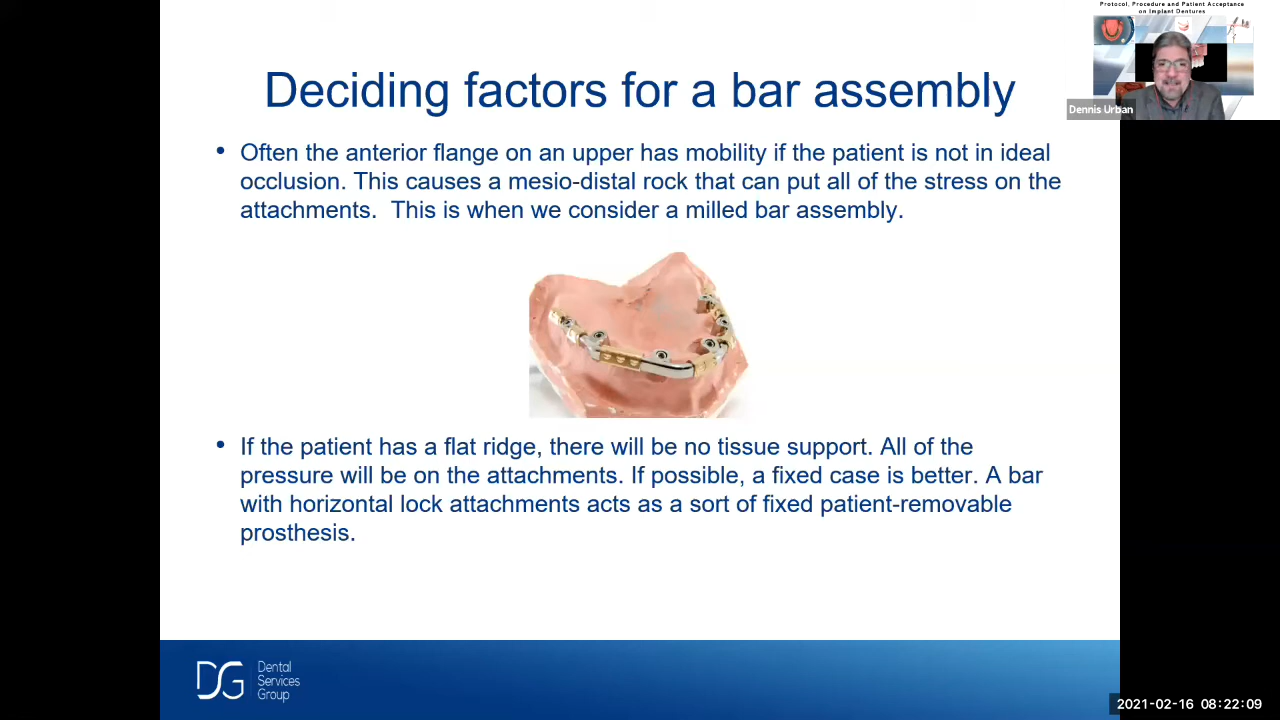 Protocol, Procedure and Patient Acceptance
on Implant Dentures
Dennis Urban
Deciding factors for a bar assembly
• Often the anterior flange on an upper has mobility if the patient is not in ideal
occlusion. This causes a mesio-distal rock that can put all of the stress on the
attachments.  This is when we consider a milled bar assembly.
• If the patient has a flat ridge, there will be no tissue support. All of the
pressure will be on the attachments. If possible, a fixed case is better. A bar
with horizontal lock attachments acts as a sort of fixed patient-removable
prosthesis.
DG
Dental
Services
Group
2021-02-16 08:22:09